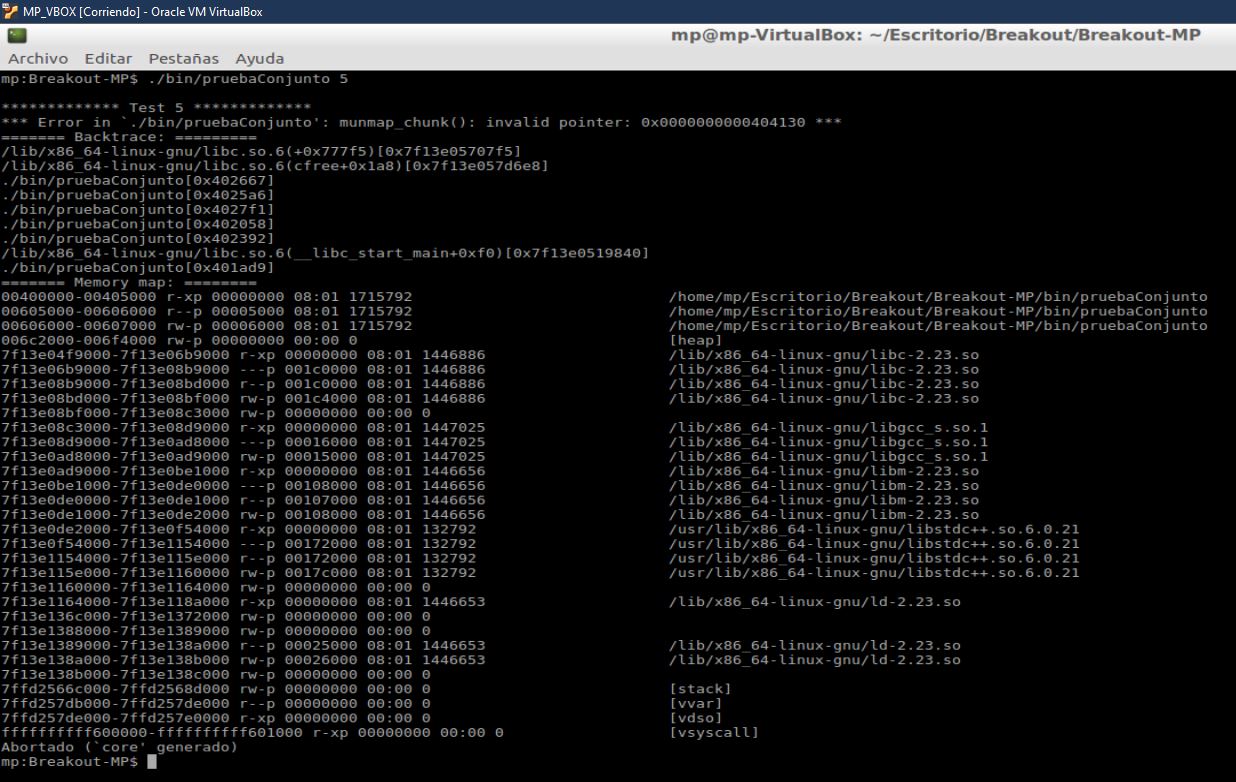 MP_VBOX [Corriendo] - Oracle VM VirtualBox
mp@mp-VirtualBox: ~/Escritorio/Breakout/Breakout-MP
Archivo Editar Pestañas Ayuda
mp:Breakout-MP$ ./bin/pruebaConjunto 5
************* Test 5 *************
*** Error in `./bin/pruebaConjunto': munmap_chunk(): invalid pointer: 0x0000000000404130 ***
======= Backtrace: =========
/lib/x86_64-linux-gnu/libc.so.6(+0x777f5)[0x7f13e05707f5]
/lib/x86_64-linux-gnu/libc.so.6(cfree+0x1a8)[0x7f13e057d6e8]
./bin/pruebaConjunto[0x402667]
./bin/pruebaConjunto[0x4025a6]
./bin/pruebaConjunto[0x4027f1]
./bin/pruebaConjunto[0x402058]
./bin/pruebaConjunto[0x402392]
/lib/x86_64-linux-gnu/libc.so.6(__libc_start_main+0xf0)[0x7f13e0519840]
./bin/pruebaConjunto[0x401ad9]
======= Memory map: ========
00400000-00405000 r-xp 00000000 08:01 1715792 /home/mp/Escritorio/Breakout/Breakout-MP/bin/pruebaConjunto
00605000-00606000 r--p 00005000 08:01 1715792 /home/mp/Escritorio/Breakout/Breakout-MP/bin/pruebaConjunto
00606000-00607000 rw-p 00006000 08:01 1715792 /home/mp/Escritorio/Breakout/Breakout-MP/bin/pruebaConjunto
006c2000-006f4000 rw-p 00000000 00:00 0 [heap]
7f13e04f9000-7f13e06b9000 r-xp 00000000 08:01 1446886 /lib/x86_64-linux-gnu/libc-2.23.so
7f13e06b9000-7f13e08b9000 ---p 001c0000 08:01 1446886 /lib/x86_64-linux-gnu/libc-2.23.so
7f13e08b9000-7f13e08bd000 r--p 001c0000 08:01 1446886 /lib/x86_64-linux-gnu/libc-2.23.so
7f13e08bd000-7f13e08bf000 rw-p 001c4000 08:01 1446886 /lib/x86_64-linux-gnu/libc-2.23.so
7f13e08bf000-7f13e08c3000 rw-p 00000000 00:00 0
7f13e08c3000-7f13e08d9000 r-xp 00000000 08:01 1447025 /lib/x86_64-linux-gnu/libgcc_s.so.1
7f13e08d9000-7f13e0ad8000 ---p 00016000 08:01 1447025 /lib/x86_64-linux-gnu/libgcc_s.so.1
7f13e0ad8000-7f13e0ad9000 rw-p 00015000 08:01 1447025 /lib/x86_64-linux-gnu/libgcc_s.so.1
7f13e0ad9000-7f13e0be1000 r-xp 00000000 08:01 1446656 /lib/x86_64-linux-gnu/libm-2.23.so
7f13e0be1000-7f13e0de0000 ---p 00108000 08:01 1446656 /lib/x86_64-linux-gnu/libm-2.23.so
7f13e0de0000-7f13e0de1000 r--p 00107000 08:01 1446656 /lib/x86_64-linux-gnu/libm-2.23.so
7f13e0de1000-7f13e0de2000 rw-p 00108000 08:01 1446656 /lib/x86_64-linux-gnu/libm-2.23.so
7f13e0de2000-7f13e0f54000 r-xp 00000000 08:01 132792 /usr/lib/x86_64-linux-gnu/libstdc++.so.6.0.21
7f13e0f54000-7f13e1154000 ---p 00172000 08:01 132792 /usr/lib/x86_64-linux-gnu/libstdc++.so.6.0.21
7f13e1154000-7f13e115e000 r--p 00172000 08:01 132792 /usr/lib/x86_64-linux-gnu/libstdc++.so.6.0.21
7f13e115e000-7f13e1160000 rw-p 0017c000 08:01 132792 /usr/lib/x86_64-linux-gnu/libstdc++.so.6.0.21
7f13e1160000-7f13e1164000 rw-p 00000000 00:00 0
7f13e1164000-7f13e118a000 r-xp 00000000 08:01 1446653 /lib/x86_64-linux-gnu/ld-2.23.so
7f13e136c000-7f13e1372000 rw-p 00000000 00:00 0
7f13e1388000-7f13e1389000 rw-p 00000000 00:00 0
7f13e1389000-7f13e138a000 r--p 00025000 08:01 1446653 /lib/x86_64-linux-gnu/ld-2.23.so
7f13e138a000-7f13e138b000 rw-p 00026000 08:01 1446653 /lib/x86_64-linux-gnu/ld-2.23.so
7f13e138b000-7f13e138c000 rw-p 00000000 00:00 0
7ffd2566c000-7ffd2568d000 rw-p 00000000 00:00 0 [stack]
7ffd257db000-7ffd257de000 r--p 00000000 00:00 0 [vvar]
7ffd257de000-7ffd257e0000 r-xp 00000000 00:00 0 [vdso]
ffffffffff600000-ffffffffff601000 r-xp 00000000 00:00 0 [vsyscall]
Abortado (`core' generado)
mp:Breakout-MP$